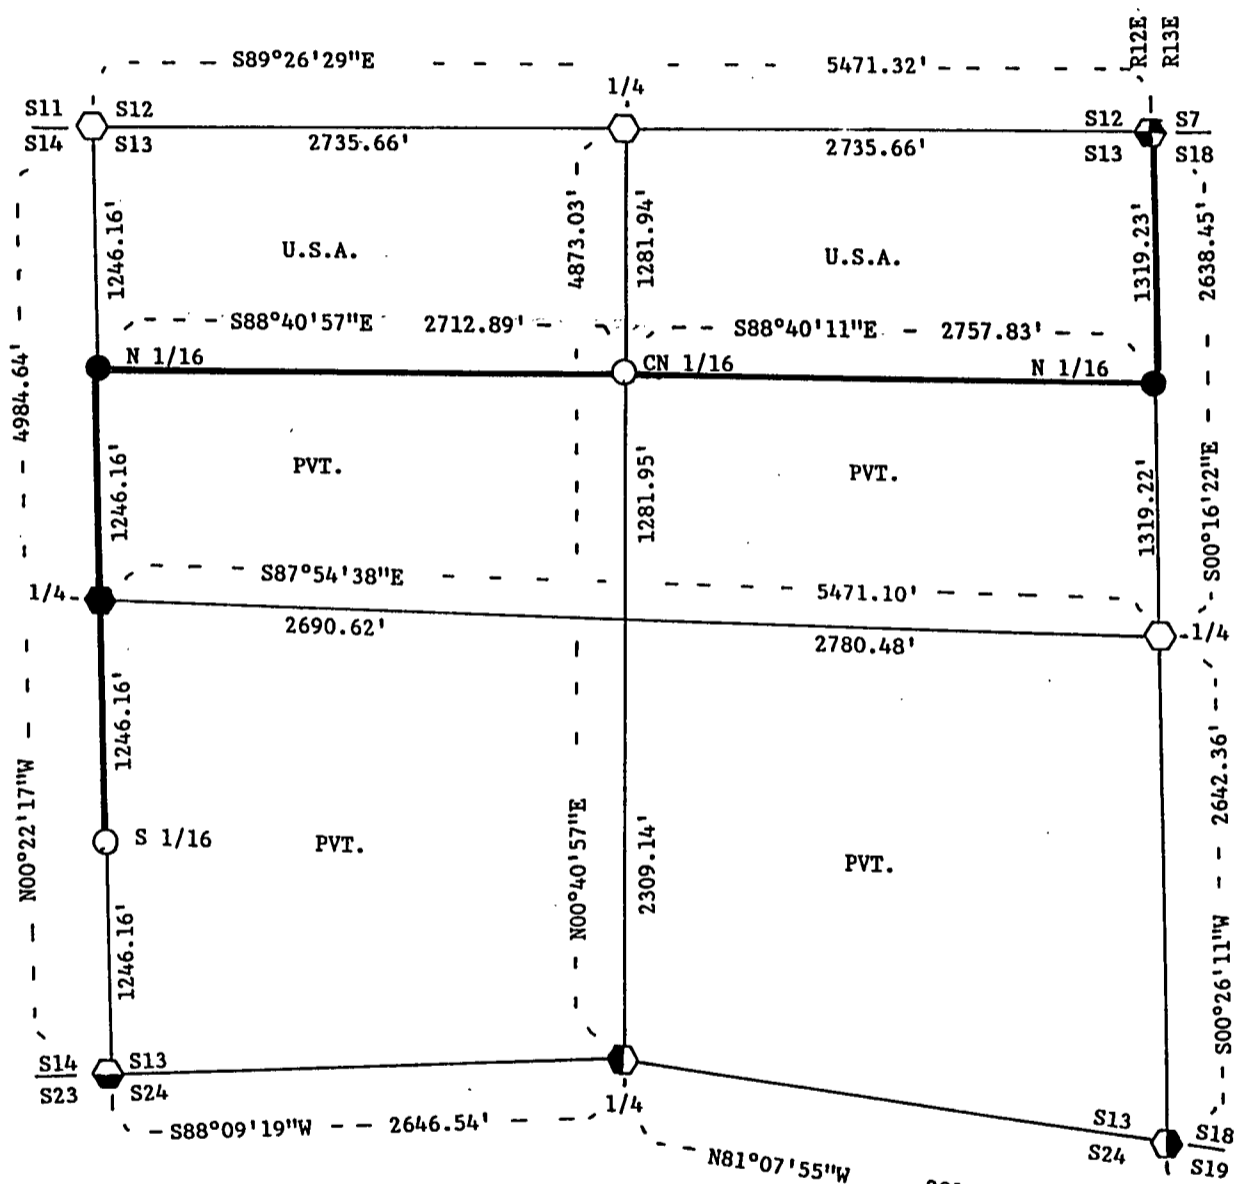 R12E R13E
S89°26'29"E 5471.32'
1/4
S11 S12 S12 S7
S14 S13 S13 S18
2735.66' 2735.66'
1246.16' 4873.03' 1281.94' 1319.23' 2638.45'
U.S.A. U.S.A.
S88°40'57"E 2712.89' S88°40'11"E 2757.83'
N 1/16 CN 1/16 N 1/16
4984.64'
PVT. PVT.
1246.16' 1281.95' 1319.22' S00°16'22"E
S87°54'38"E 5471.10'
1/4 1/4
2690.62' 2780.48'
1246.16' 2642.36'
N00°22'17"W S 1/16 PVT. N00°40'57"E 2309.14' PVT.
1246.16' S00°26'11"W
S14 S13
S23 S24
1/4
S88°09'19"W 2646.54'
S13 S18
S24 S19
N81°07'55"W